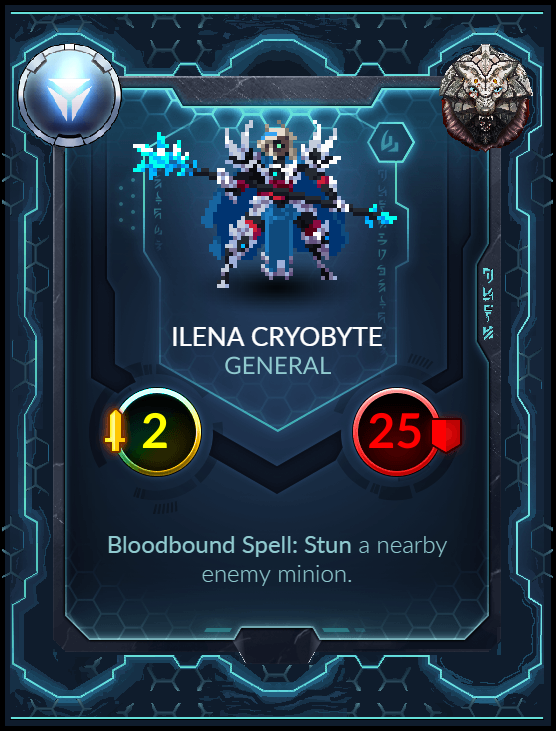 ILENA CRYOBYTE
GENERAL
2
25
Bloodbound Spell: Stun a nearby
enemy minion.